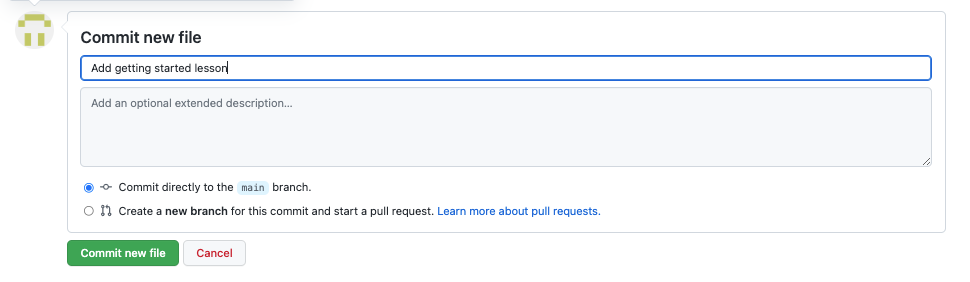 Commit new file
Add getting started lesson
Add an optional extended description...
Commit directly to the main branch.
Create a new branch for this commit and start a pull request. Learn more about pull requests.
Commit new file Cancel